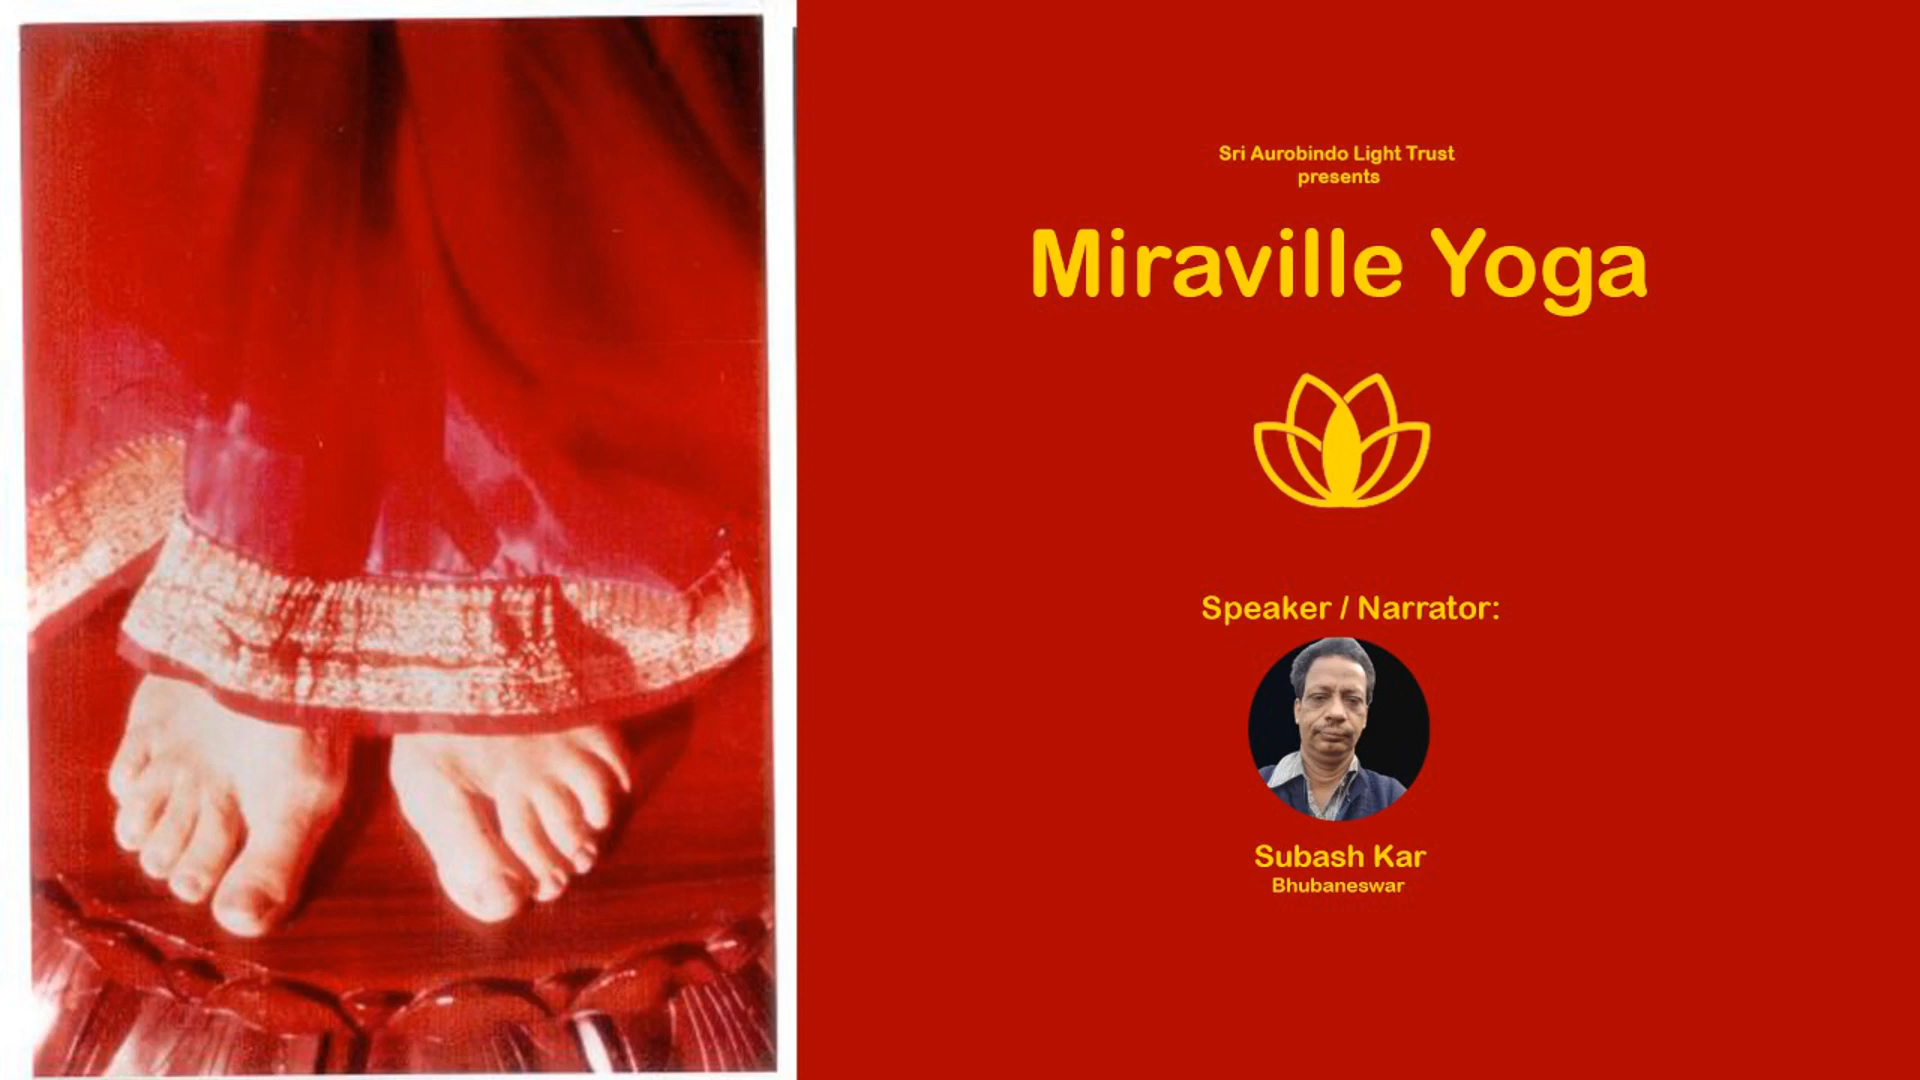 Sri Aurobindo Light Trust
presents
Miraville Yoga
Speaker / Narrator:
Subash Kar
Bhubaneswar